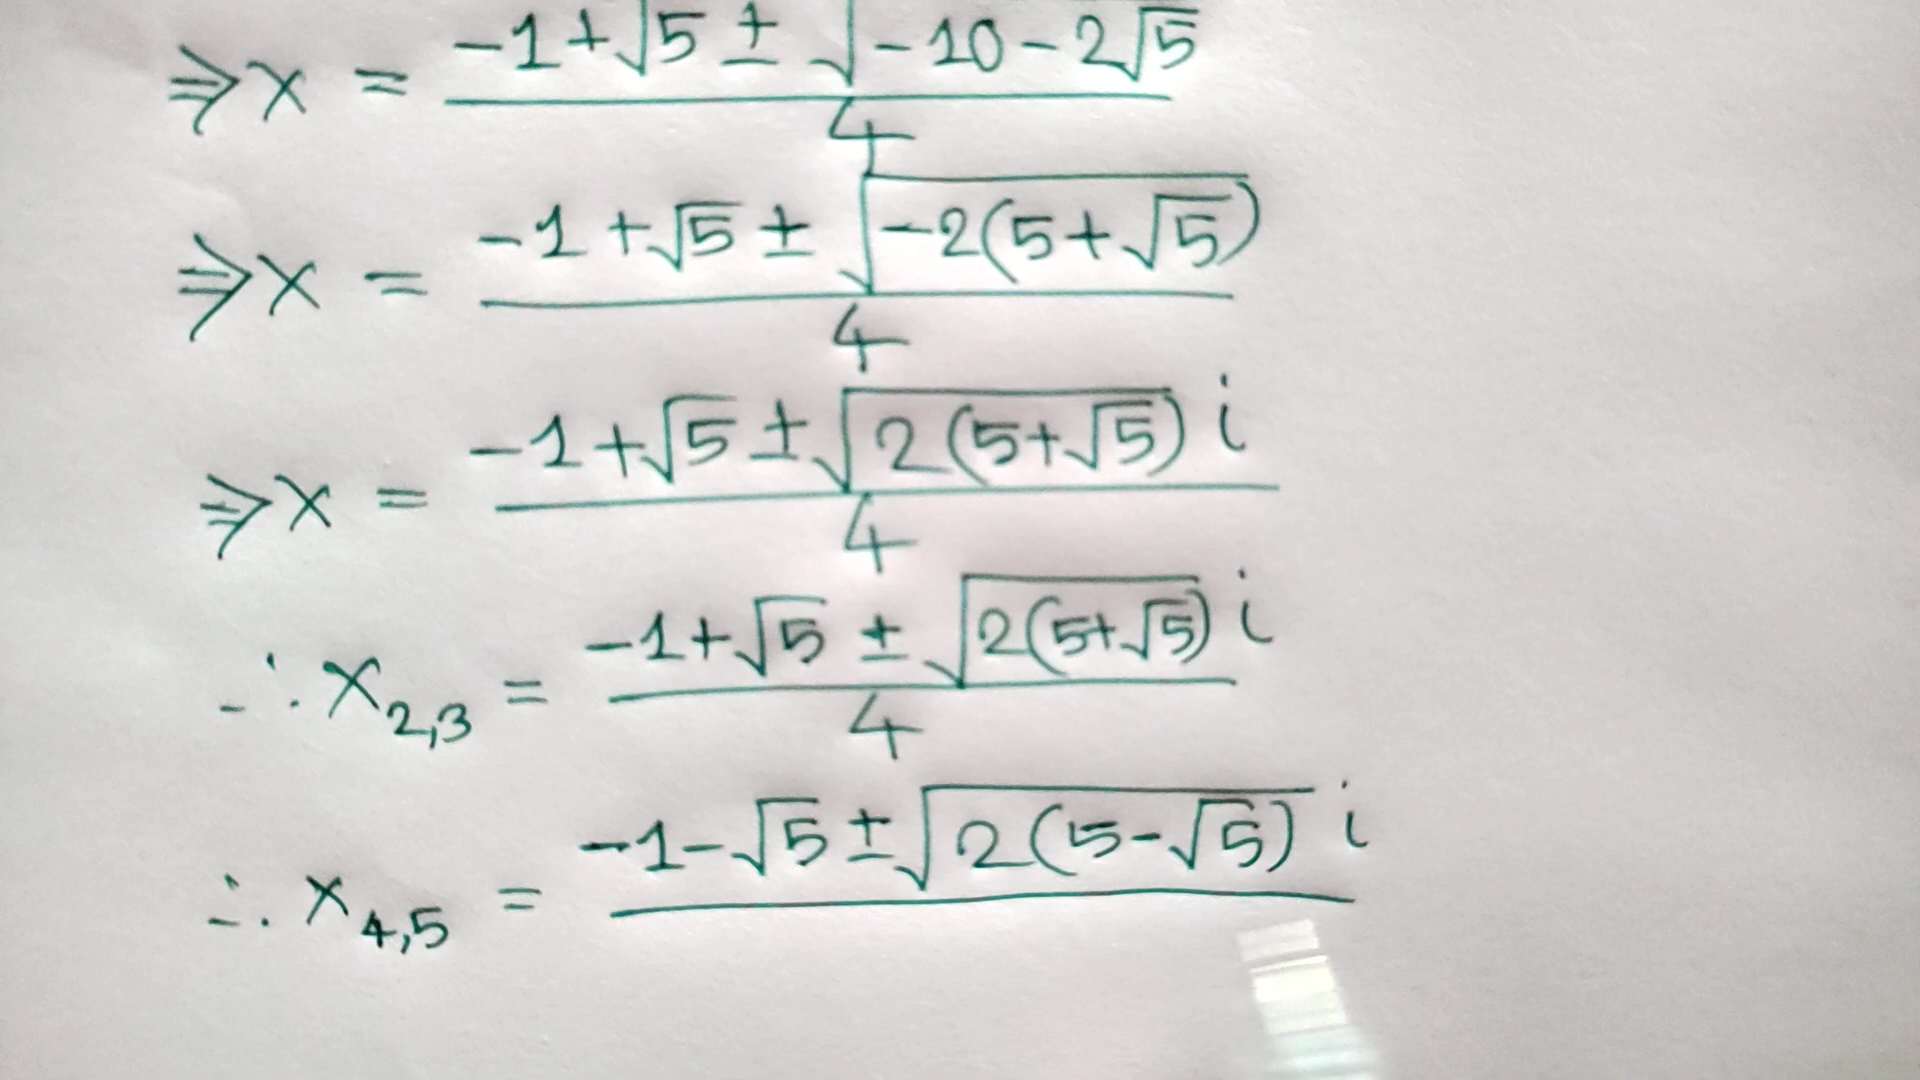 ⇒ x = (-1+√5 ± √(-10-2√5))/4
⇒ x = (-1+√5 ± √(-2(5+√5)))/4
⇒ x = (-1+√5 ± √(2(5+√5)) i)/4
∴ x₂,₃ = (-1+√5 ± √(2(5+√5)) i)/4
∴ x₄,₅ = -1-√5 ± √(2(5-√5)) i